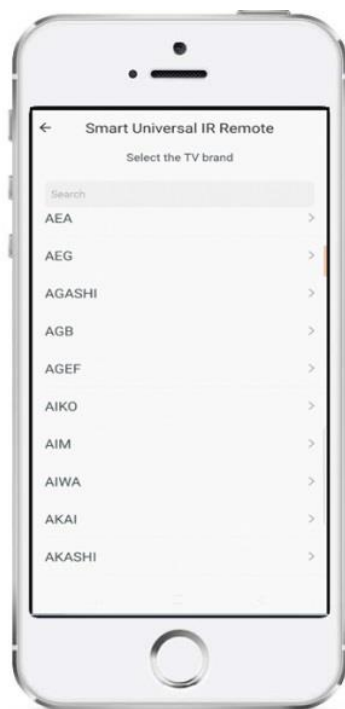 Smart Universal IR Remote
Select the TV brand
Search
AEA
AEG
AGASHI
AGB
AGEF
AIKO
AIM
AIWA
AKAI
AKASHI